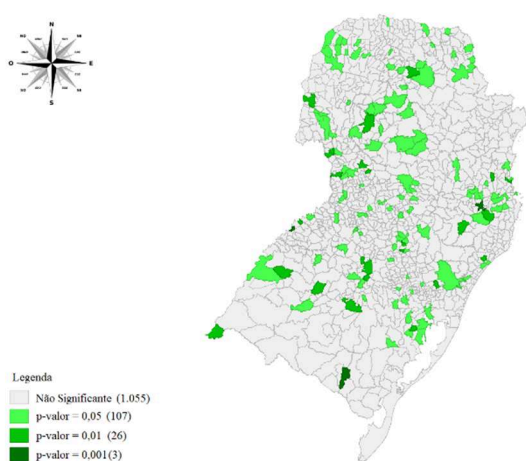 N
O
E
S
Legenda
Não Significante (1.055)
p-valor = 0,05 (107)
p-valor = 0,01 (26)
p-valor = 0,001(3)